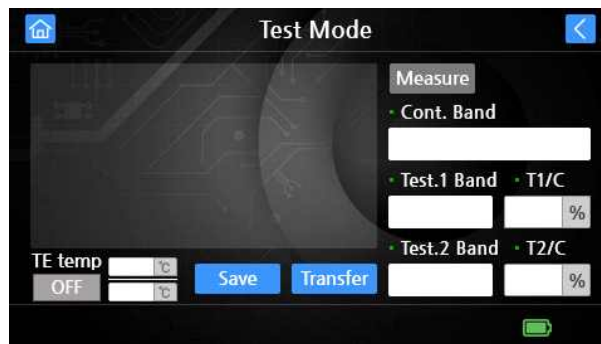 Test Mode
Measure
Cont. Band
Test.1 Band
T1/C
%
Test.2 Band
T2/C
%
TE temp
OFF
℃
℃
Save
Transfer